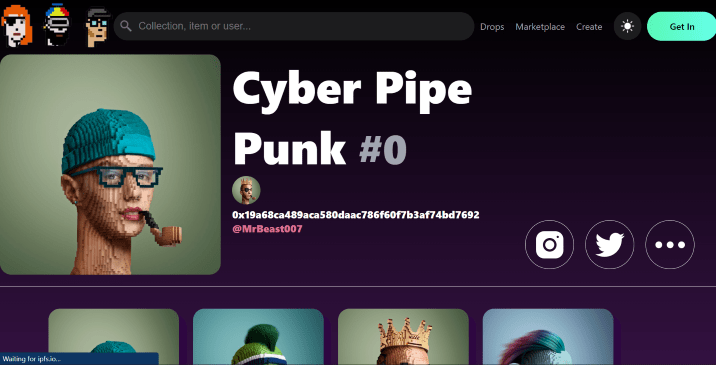 Collection, item or user...
Drops
Marketplace
Create
Get In
Cyber Pipe
Punk #0
0x19a68ca489aca580daac786f60f7b3af74bd7692
@MrBeast007
Waiting for ipfs.io...